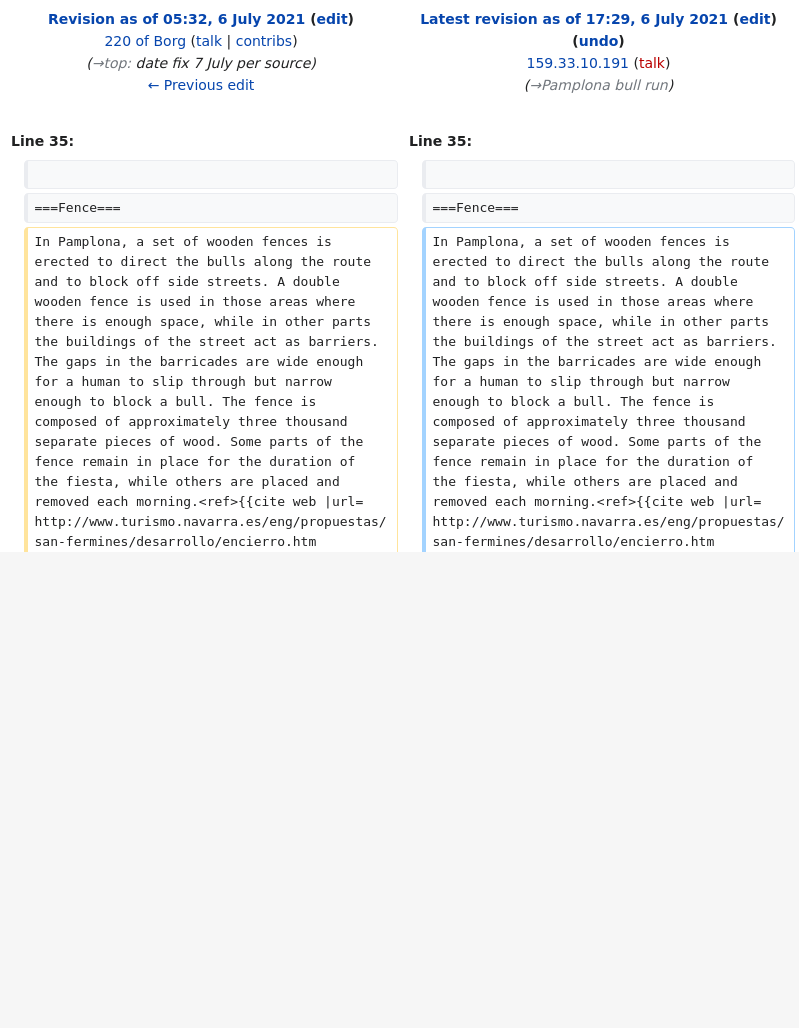 Revision as of 05:32, 6 July 2021 (edit)
220 of Borg (talk | contribs)
(→top: date fix 7 July per source)
← Previous edit
Latest revision as of 17:29, 6 July 2021 (edit)
(undo)
159.33.10.191 (talk)
(→Pamplona bull run)
Line 35:
Line 35:
===Fence===
===Fence===
In Pamplona, a set of wooden fences is
erected to direct the bulls along the route
and to block off side streets. A double
wooden fence is used in those areas where
there is enough space, while in other parts
the buildings of the street act as barriers.
The gaps in the barricades are wide enough
for a human to slip through but narrow
enough to block a bull. The fence is
composed of approximately three thousand
separate pieces of wood. Some parts of the
fence remain in place for the duration of
the fiesta, while others are placed and
removed each morning.<ref>{{cite web |url=
http://www.turismo.navarra.es/eng/propuestas/
san-fermines/desarrollo/encierro.htm
In Pamplona, a set of wooden fences is
erected to direct the bulls along the route
and to block off side streets. A double
wooden fence is used in those areas where
there is enough space, while in other parts
the buildings of the street act as barriers.
The gaps in the barricades are wide enough
for a human to slip through but narrow
enough to block a bull. The fence is
composed of approximately three thousand
separate pieces of wood. Some parts of the
fence remain in place for the duration of
the fiesta, while others are placed and
removed each morning.<ref>{{cite web |url=
http://www.turismo.navarra.es/eng/propuestas/
san-fermines/desarrollo/encierro.htm